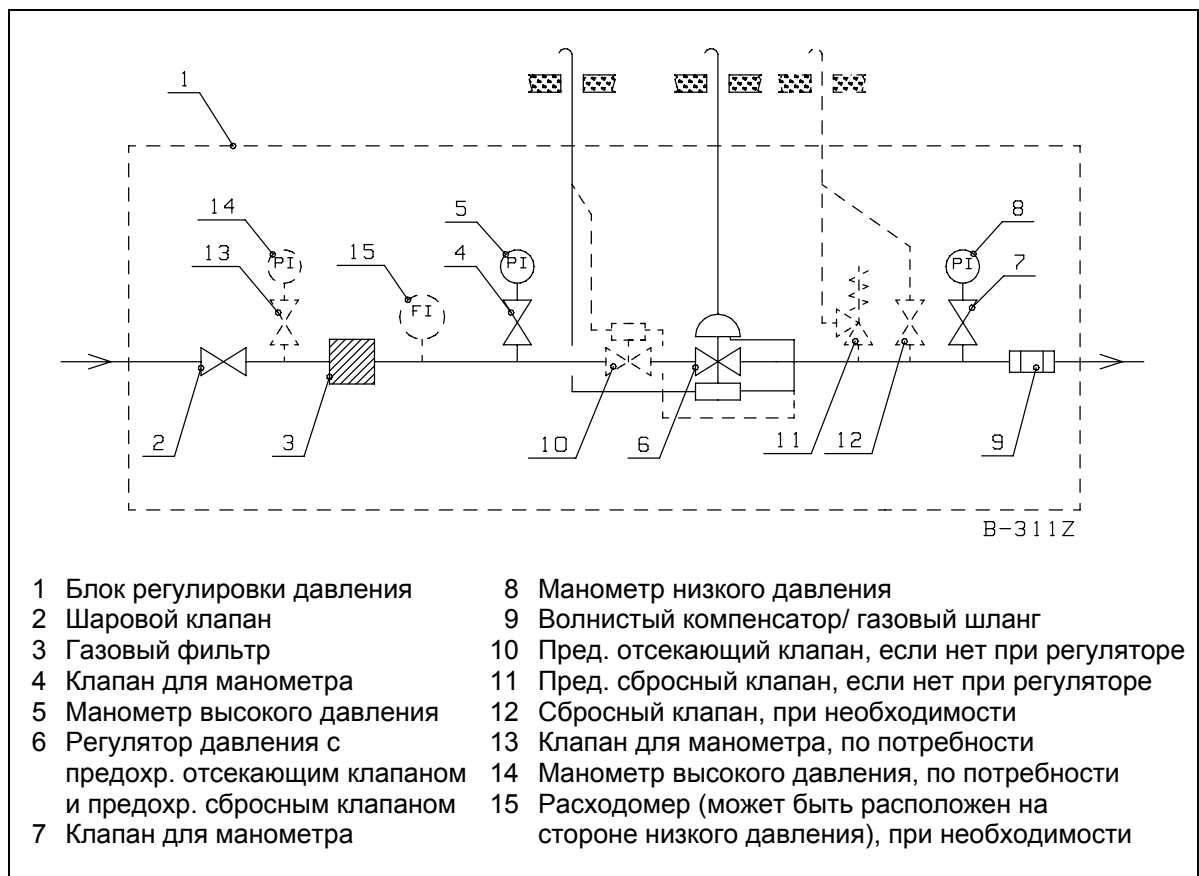 1
14
PI
13
15
FI
5
PI
4
8
PI
7
2
3
10
6
11
12
9
B-311Z
1 Блок регулировки давления
2 Шаровой клапан
3 Газовый фильтр
4 Клапан для манометра
5 Манометр высокого давления
6 Регулятор давления с
предохр. отсекающим клапаном
и предохр. сбросным клапаном
7 Клапан для манометра
8 Манометр низкого давления
9 Волнистый компенсатор/ газовый шланг
10 Пред. отсекающий клапан, если нет при регуляторе
11 Пред. сбросный клапан, если нет при регуляторе
12 Сбросный клапан, при необходимости
13 Клапан для манометра, по потребности
14 Манометр высокого давления, по потребности
15 Расходомер (может быть расположен на
стороне низкого давления), при необходимости